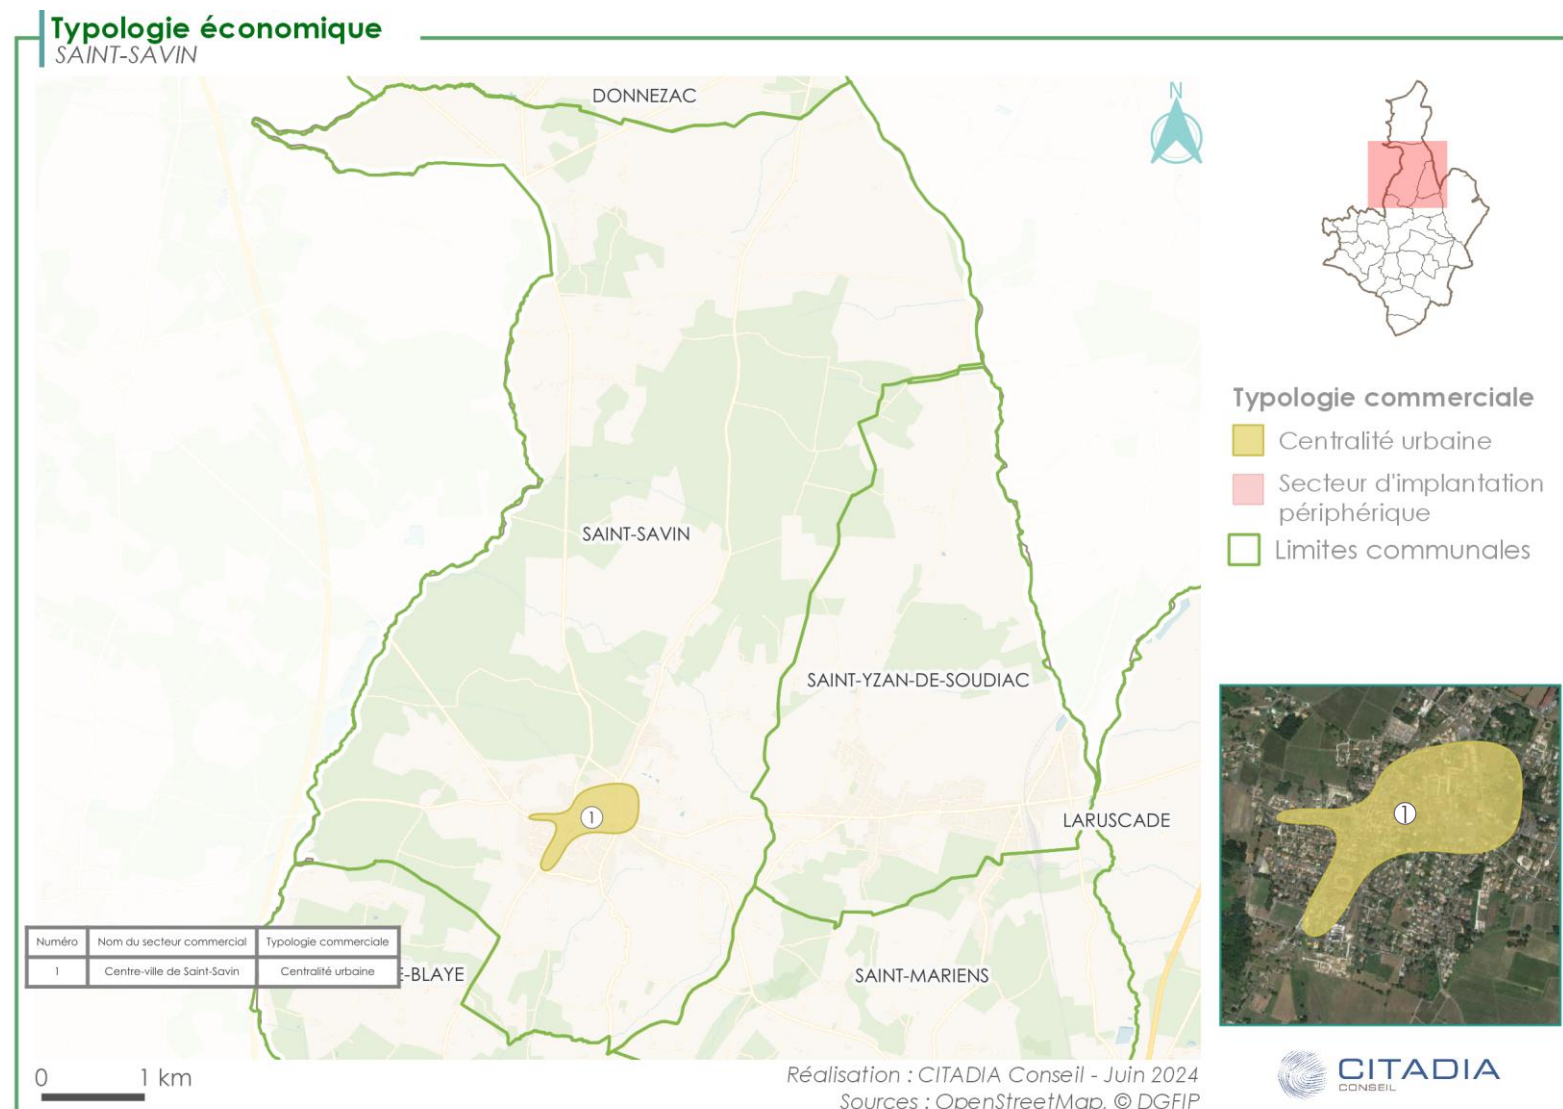 Typologie économique
SAINT-SAVIN
DONNEZAC
N
SAINT-SAVIN
SAINT-YZAN-DE-SOUDIAC
LARUSCADE
1
E-BLAYE
SAINT-MARIENS
Numéro Nom du secteur commercial Typologie commerciale
1 Centre-ville de Saint-Savin Centralité urbaine
0 1 km
Réalisation : CITADIA Conseil - Juin 2024
Sources : OpenStreetMap, © DGFIP
Typologie commerciale
Centralité urbaine
Secteur d'implantation
périphérique
Limites communales
1
CITADIA
CONSEIL